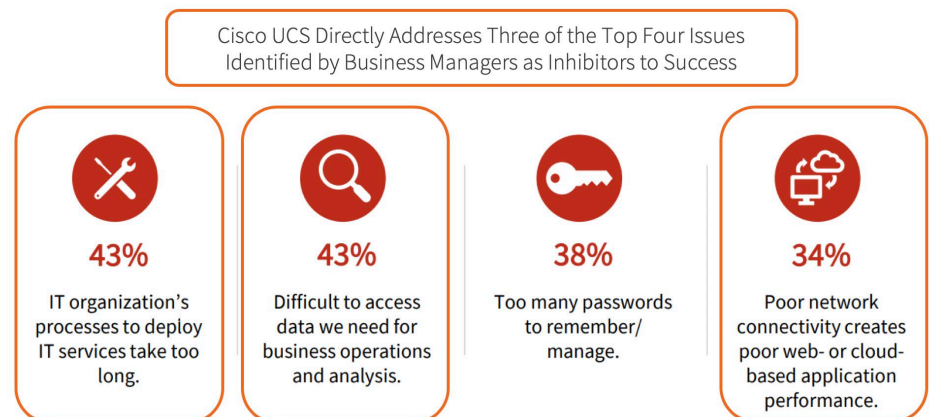 Cisco UCS Directly Addresses Three of the Top Four Issues
Identified by Business Managers as Inhibitors to Success
43%
IT organization's
processes to deploy
IT services take too
long.
43%
Difficult to access
data we need for
business operations
and analysis.
38%
Too many passwords
to remember/
manage.
34%
Poor network
connectivity creates
poor web- or cloud-
based application
performance.